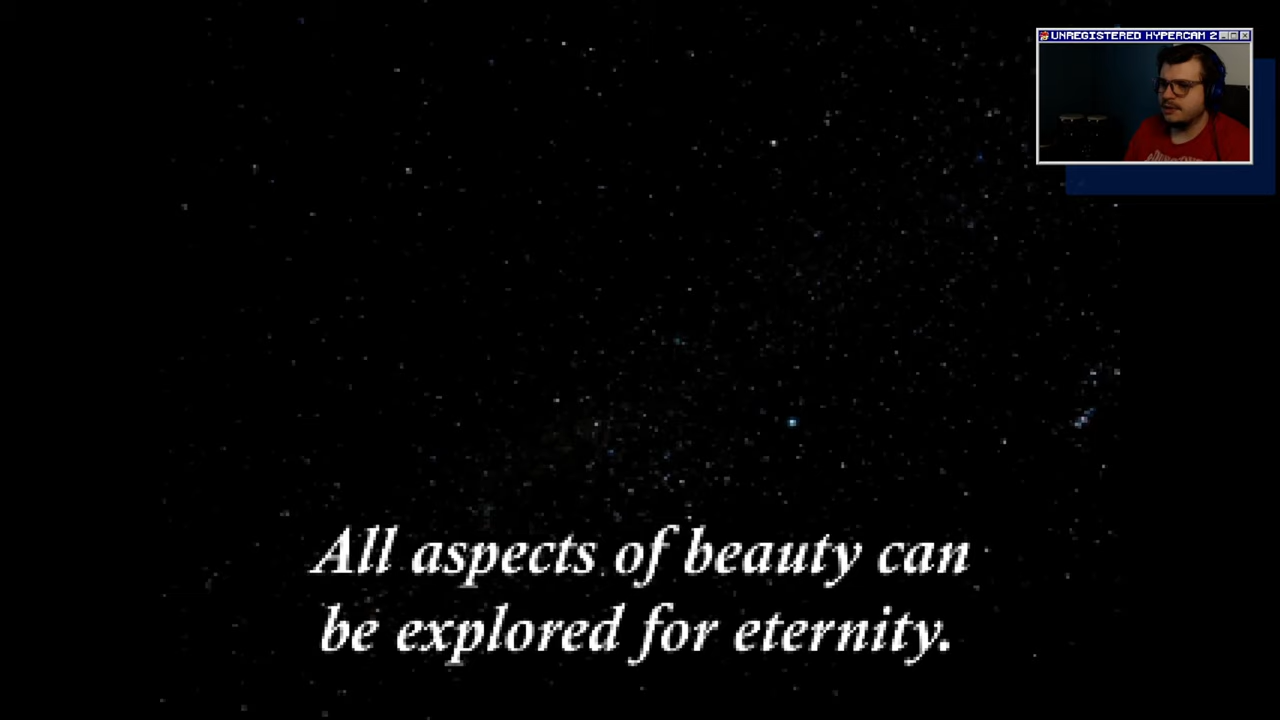 UNREGISTERED HYPERCAM 2
All aspects of beauty can
be explored for eternity.